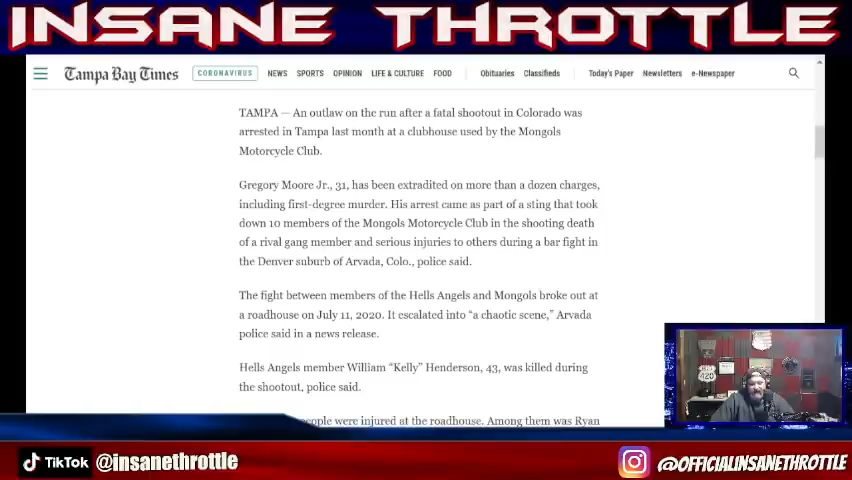 INSANE THROTTLE
Tampa Bay Times
CORONAVIRUS NEWS SPORTS OPINION LIFE & CULTURE FOOD Obituaries Classifieds Today's Paper Newsletters e-Newspaper
TAMPA — An outlaw on the run after a fatal shootout in Colorado was
arrested in Tampa last month at a clubhouse used by the Mongols
Motorcycle Club.
Gregory Moore Jr., 31, has been extradited on more than a dozen charges,
including first-degree murder. His arrest came as part of a sting that took
down 10 members of the Mongols Motorcycle Club in the shooting death
of a rival gang member and serious injuries to others during a bar fight in
the Denver suburb of Arvada, Colo., police said.
The fight between members of the Hells Angels and Mongols broke out at
a roadhouse on July 11, 2020. It escalated into “a chaotic scene,” Arvada
police said in a news release.
Hells Angels member William “Kelly” Henderson, 43, was killed during
the shootout, police said.
people were injured at the roadhouse. Among them was Ryan
420
TikTok @insanethrottle
@OFFICIALINSANETHROTTLE